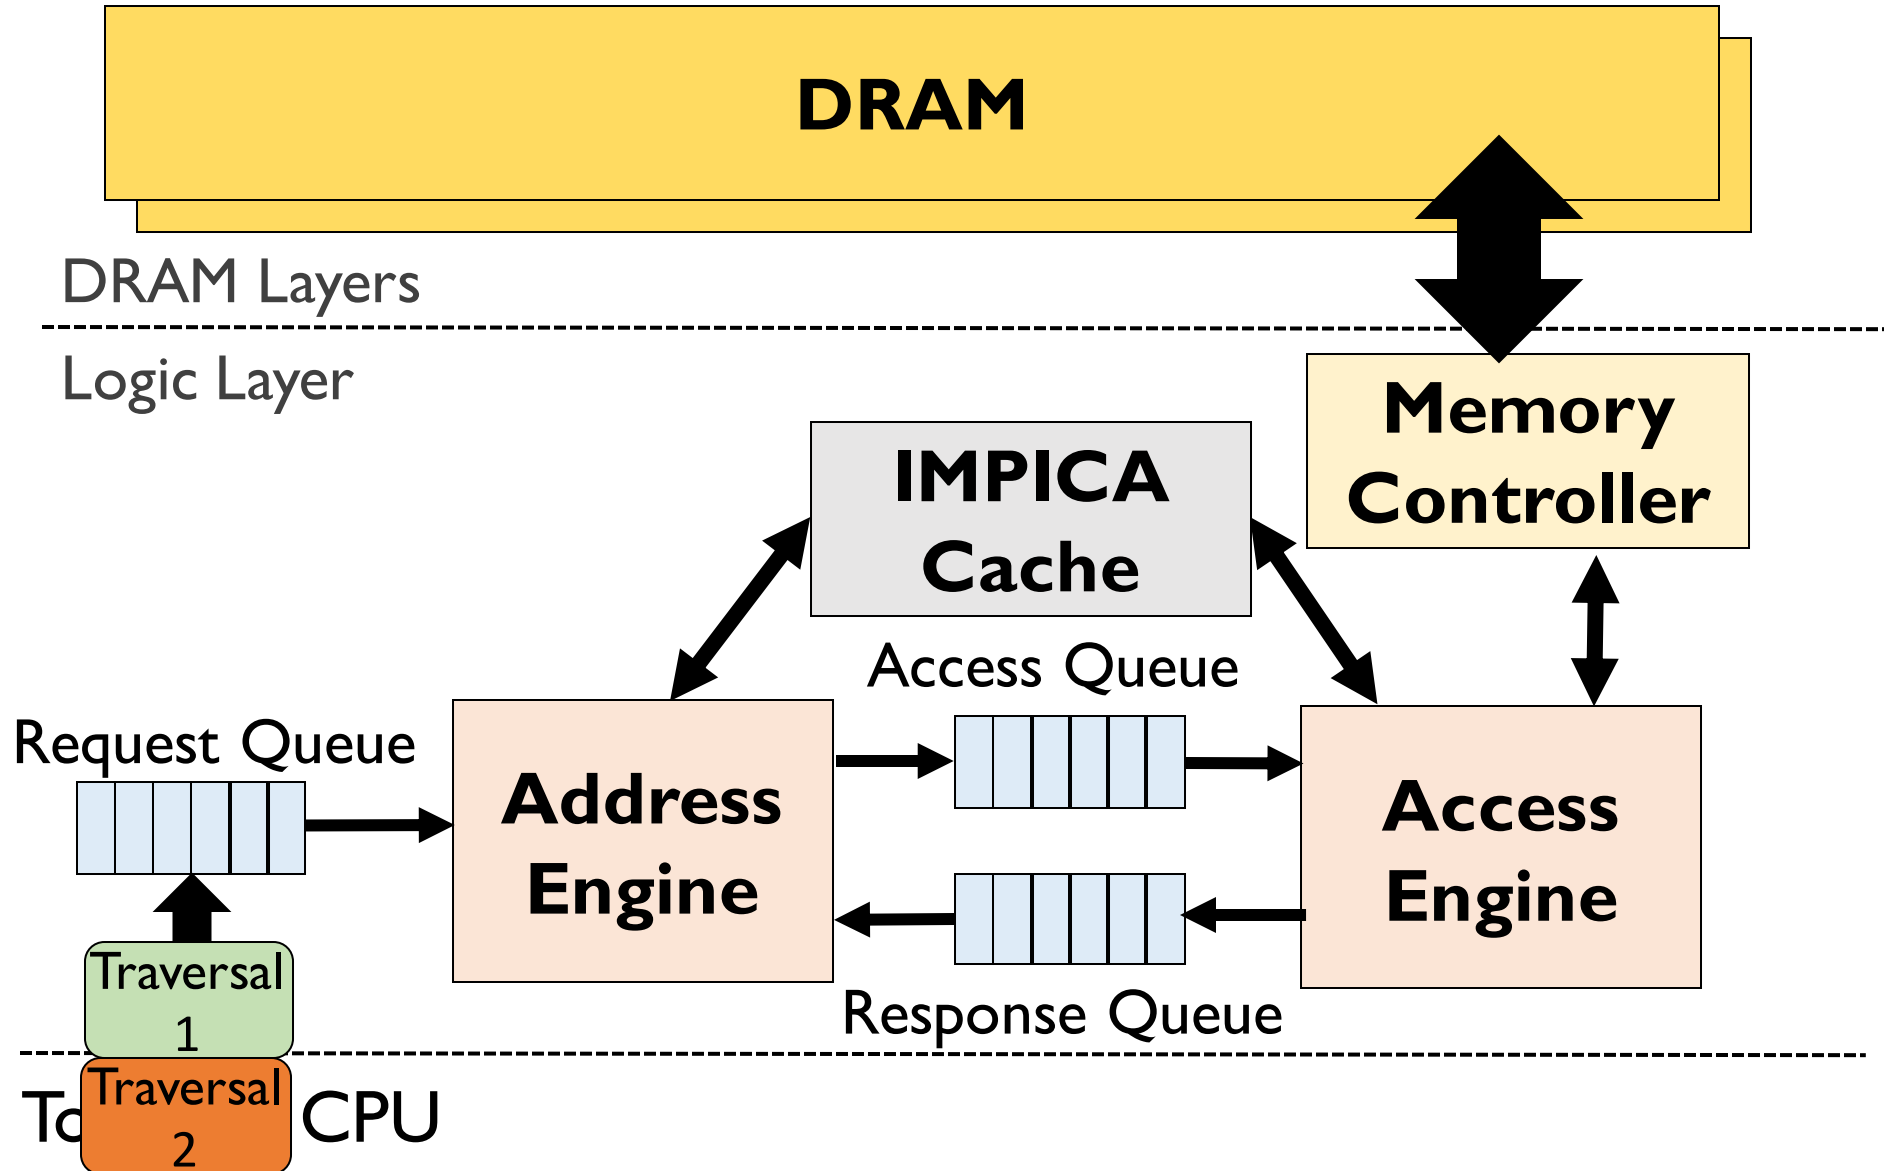 DRAM
DRAM Layers
Logic Layer
Memory
Controller
IMPICA
Cache
Access Queue
Request Queue
Address
Engine
Access
Engine
Response Queue
Traversal
1
Traversal
2
CPU